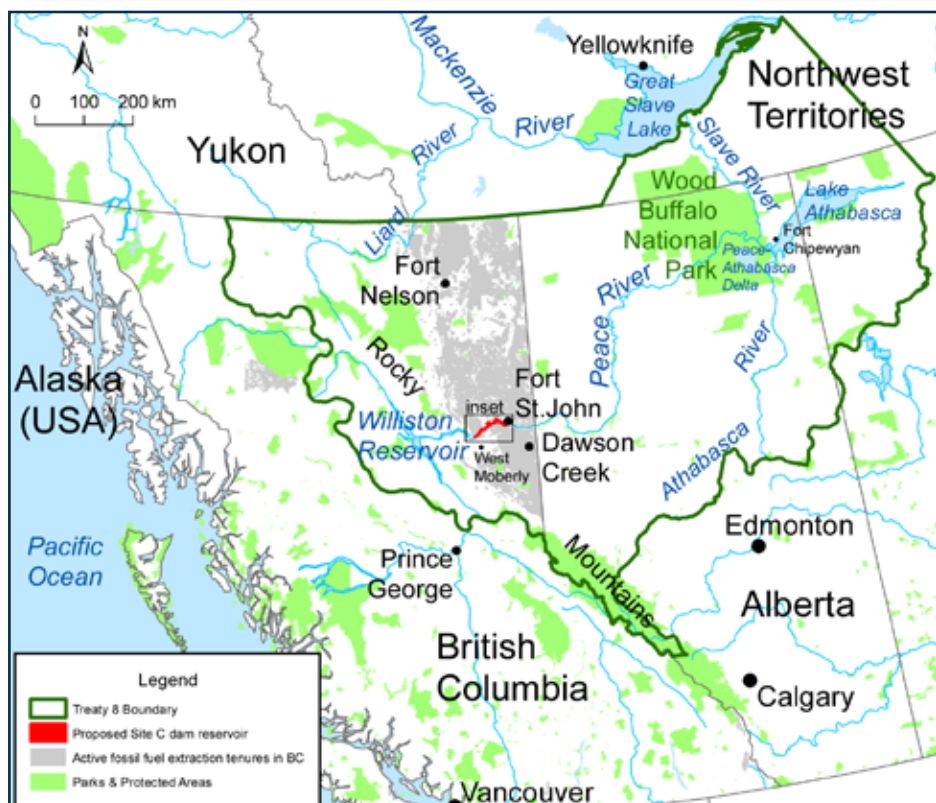 N
0 100 200 km
Yellowknife
Great
Slave
Lake
Northwest
Territories
Mackenzie
River
Yukon
Liard
River
Slave River
Wood
Buffalo
National
Park
Lake
Athabasca
Fort
Chipewyan
Peace-
Athabasca
Delta
Fort
Nelson
Peace
River
River
Athabasca
Rocky
Mountains
Alaska
(USA)
Williston
Reservoir
inset
Fort
St.John
West
Moberly
Dawson
Creek
Pacific
Ocean
Prince
George
Edmonton
Alberta
British
Columbia
Calgary
Vancouver
Legend
Treaty 8 Boundary
Proposed Site C dam reservoir
Active fossil fuel extraction tenures in BC
Parks & Protected Areas